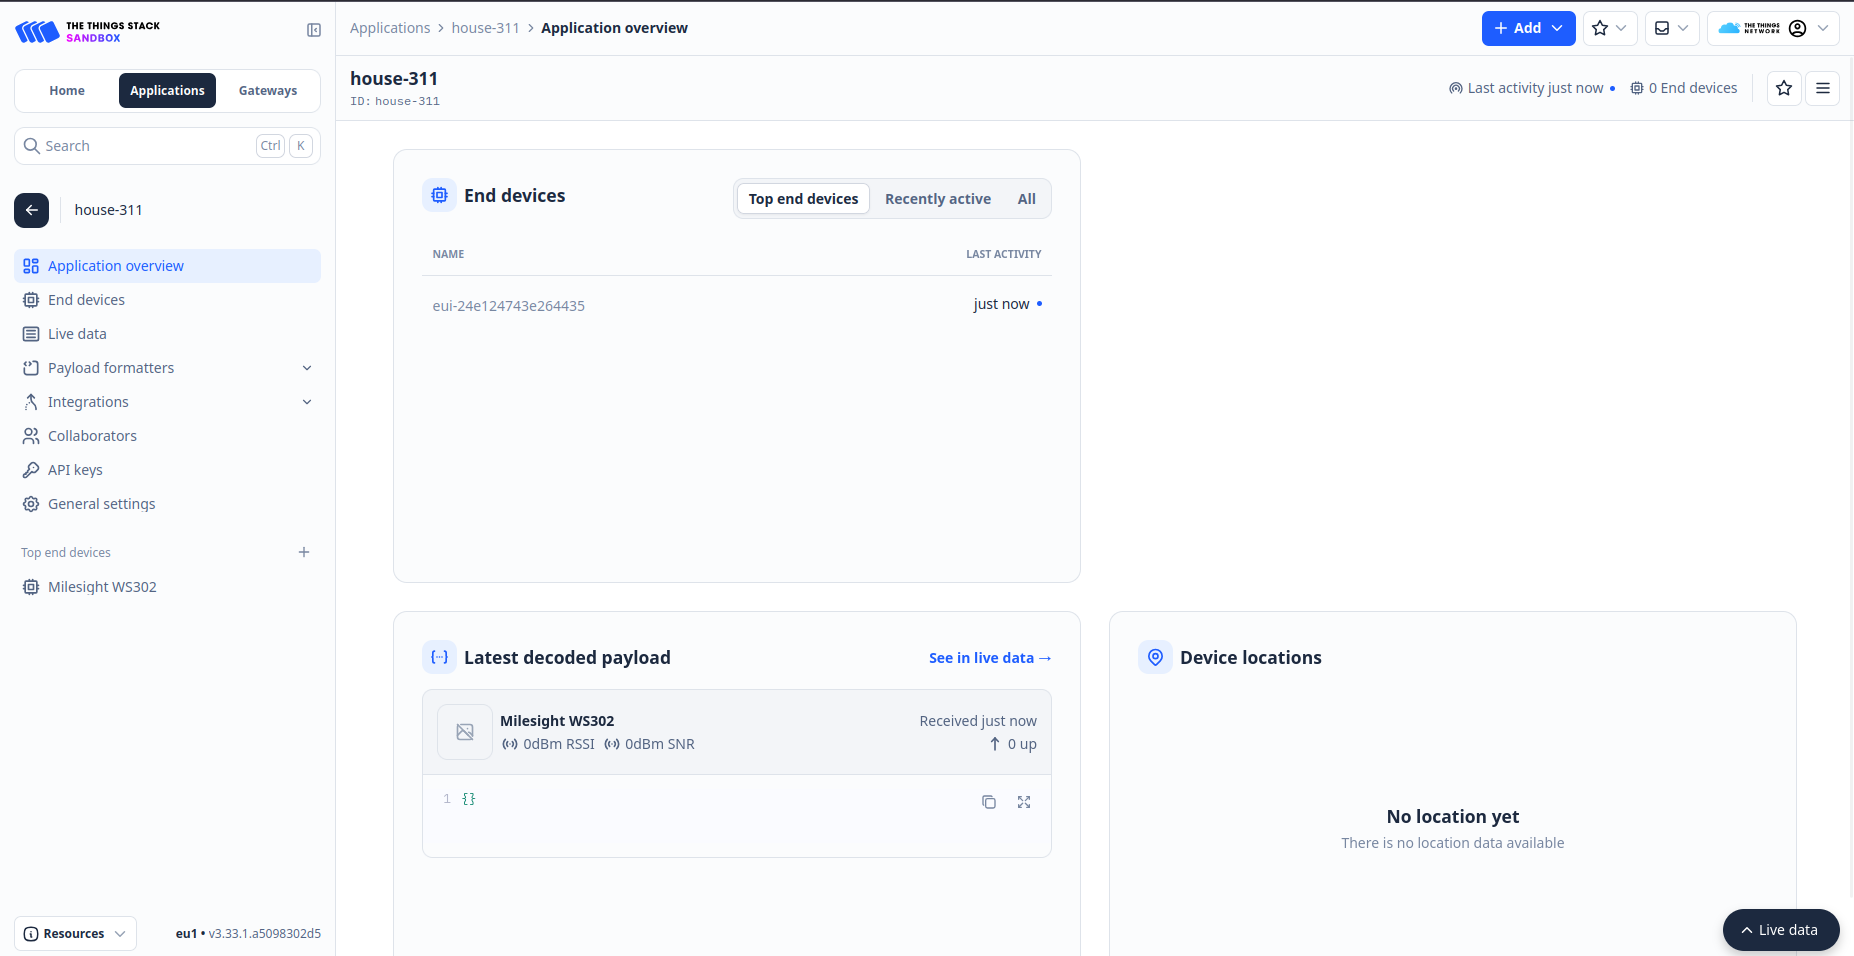 THE THINGS STACK
SANDBOX
Home
Applications
Gateways
Search
Ctrl
K
house-311
Application overview
End devices
Live data
Payload formatters
Integrations
Collaborators
API keys
General settings
Top end devices
Milesight WS302
Resources
eu1 • v3.33.1.a5098302d5
Applications > house-311 > Application overview
+ Add
THE THINGS
NETWORK
house-311
ID: house-311
Last activity just now
0 End devices
End devices
Top end devices
Recently active
All
NAME
LAST ACTIVITY
eui-24e124743e264435
just now
Latest decoded payload
See in live data →
Milesight WS302
Received just now
0dBm RSSI
0dBm SNR
0 up
1 {}
Device locations
No location yet
There is no location data available
Live data